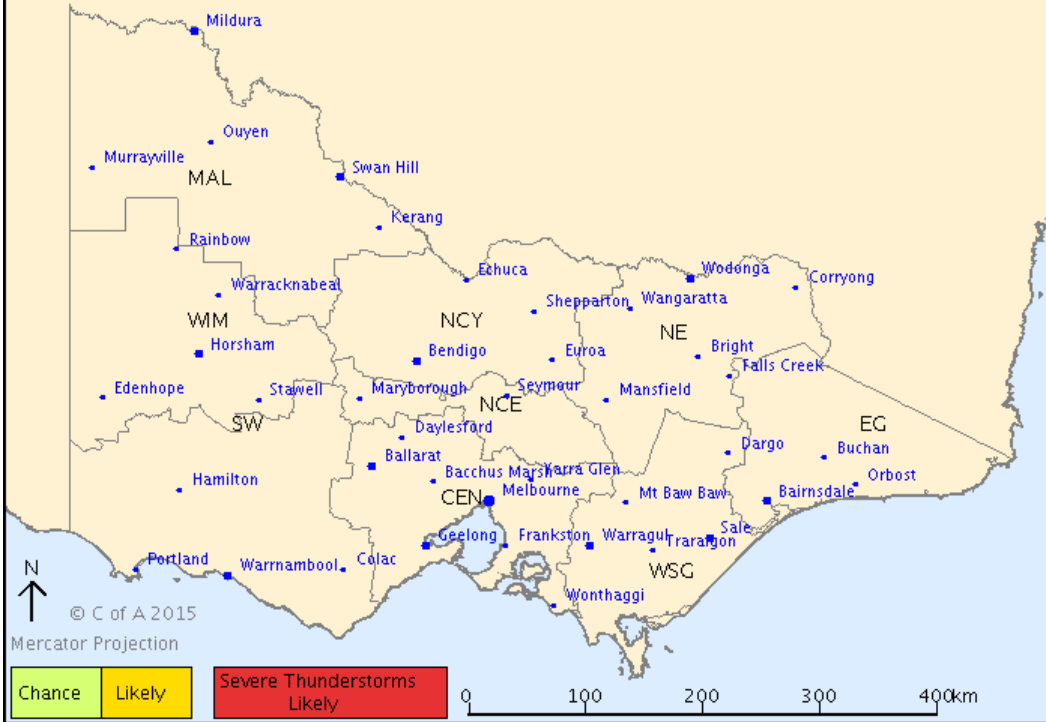 Mildura
Ouyen
Murrayville
Swan Hill
MAL
Kerang
Rainbow
Echuca
Wodonga
Corryong
Warracknabeal
Shepparton
Wangaratta
WIM
NCY
NE
Horsham
Bendigo
Euroa
Bright
Falls Creek
Edenhope
Stawell
Maryborough
Seymour
Mansfield
NCE
SW
EG
Daylesford
Dargo
Buchan
Ballarat
Bacchus Marsh
Yarra Glen
Hamilton
Orbost
CEN
Melbourne
Mt Baw Baw
Bairnsdale
Geelong
Frankston
Warragul
Sale
Traralgon
Portland
Warrnambool
Colac
WSG
N
Wonthaggi
© C of A 2015
Mercator Projection
Chance
Likely
Severe Thunderstorms
Likely
0
100
200
300
400km